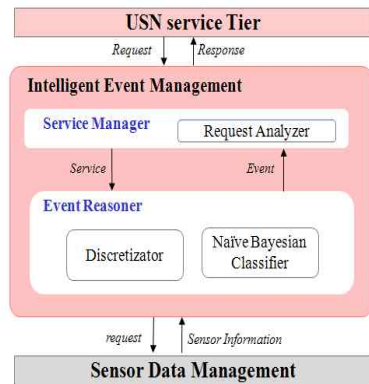 USN service Tier
Request
Response
Intelligent Event Management
Service Manager
Request Analyzer
Service
Event
Event Reasoner
Discretizator
Naïve Bayesian
Classifier
request
Sensor Information
Sensor Data Management